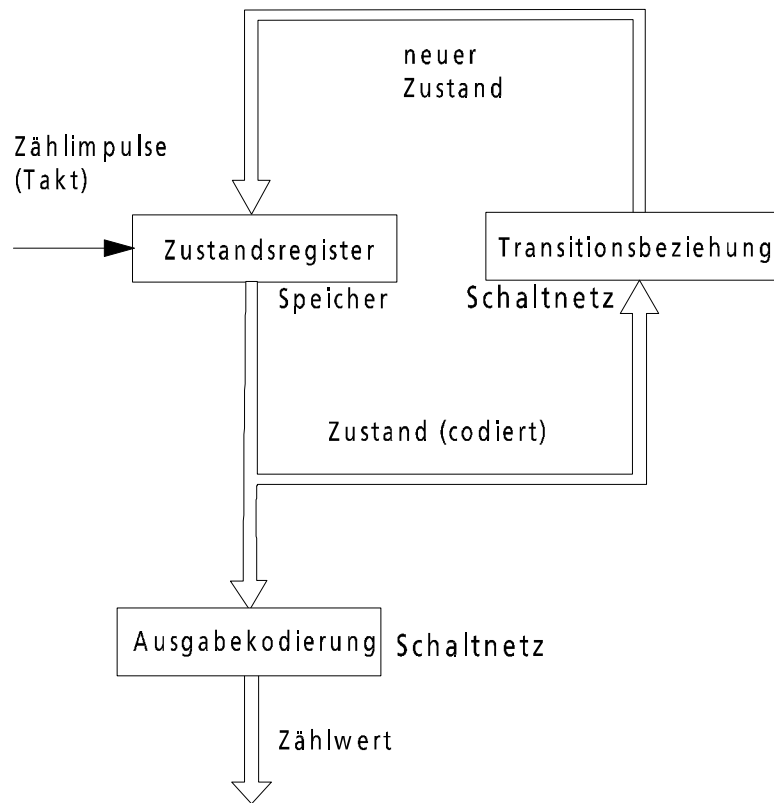 neuer
Zustand
Zählimpulse
(Takt)
Zustandsregister
Transitionsbeziehung
Speicher
Schaltnetz
Zustand (codiert)
Ausgabekodierung
Schaltnetz
Zählwert